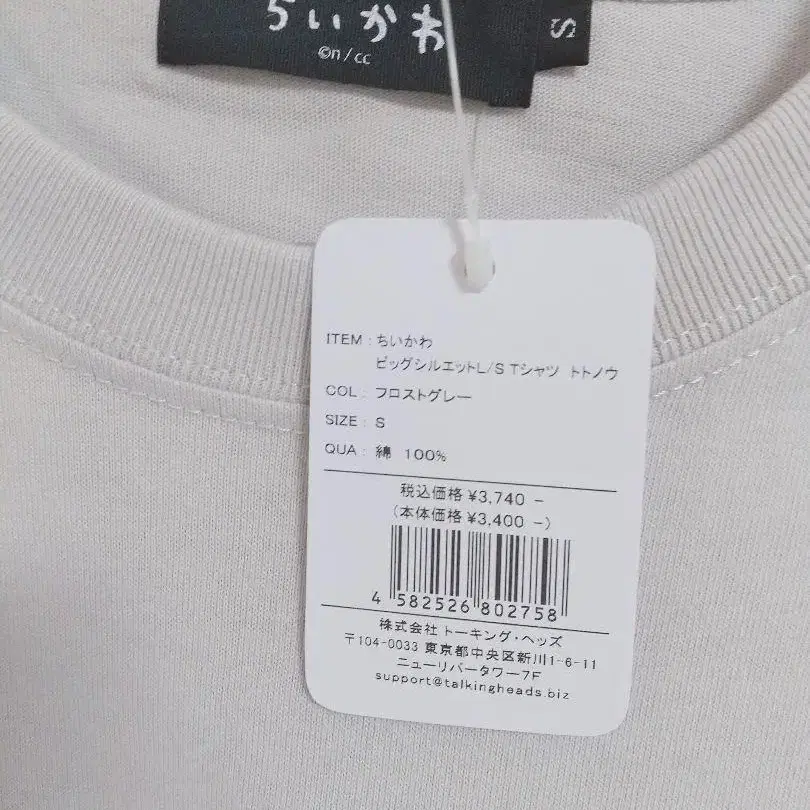 ちいかわ
©n/cc
S
ITEM : ちいかわ
ビッグシルエットL/S Tシャツ トトノウ
COL : フロストグレー
SIZE : S
QUA : 綿 100%
税込価格 ¥3,740 -
(本体価格 ¥3,400 -)
4 582526 802758
株式会社 トーキング・ヘッズ
〒104-0033 東京都中央区新川1-6-11
ニューリバータワー7F
support@talkingheads.biz